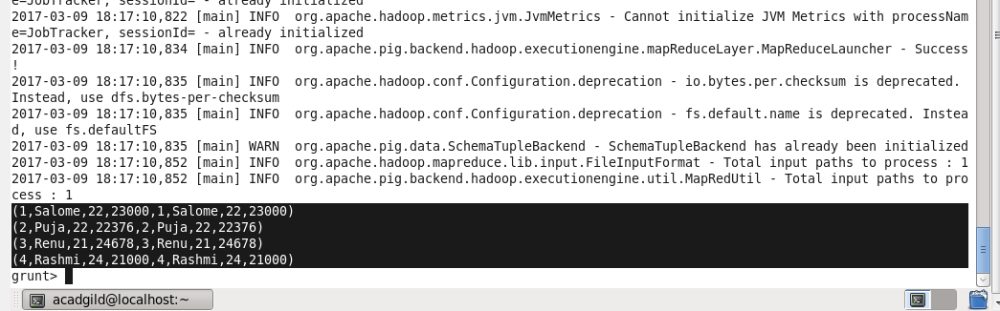 e=JobTracker, sessionId= - already initialized
2017-03-09 18:17:10,822 [main] INFO  org.apache.hadoop.metrics.jvm.JvmMetrics - Cannot initialize JVM Metrics with processNam
e=JobTracker, sessionId= - already initialized
2017-03-09 18:17:10,834 [main] INFO  org.apache.pig.backend.hadoop.executionengine.mapReduceLayer.MapReduceLauncher - Success
!
2017-03-09 18:17:10,835 [main] INFO  org.apache.hadoop.conf.Configuration.deprecation - io.bytes.per.checksum is deprecated.
Instead, use dfs.bytes-per-checksum
2017-03-09 18:17:10,835 [main] INFO  org.apache.hadoop.conf.Configuration.deprecation - fs.default.name is deprecated. Instea
d, use fs.defaultFS
2017-03-09 18:17:10,835 [main] WARN  org.apache.pig.data.SchemaTupleBackend - SchemaTupleBackend has already been initialized
2017-03-09 18:17:10,852 [main] INFO  org.apache.hadoop.mapreduce.lib.input.FileInputFormat - Total input paths to process : 1
2017-03-09 18:17:10,852 [main] INFO  org.apache.pig.backend.hadoop.executionengine.util.MapRedUtil - Total input paths to pro
cess : 1
(1,Salome,22,23000,1,Salome,22,23000)
(2,Puja,22,22376,2,Puja,22,22376)
(3,Renu,21,24678,3,Renu,21,24678)
(4,Rashmi,24,21000,4,Rashmi,24,21000)
grunt>
acadgild@localhost:~